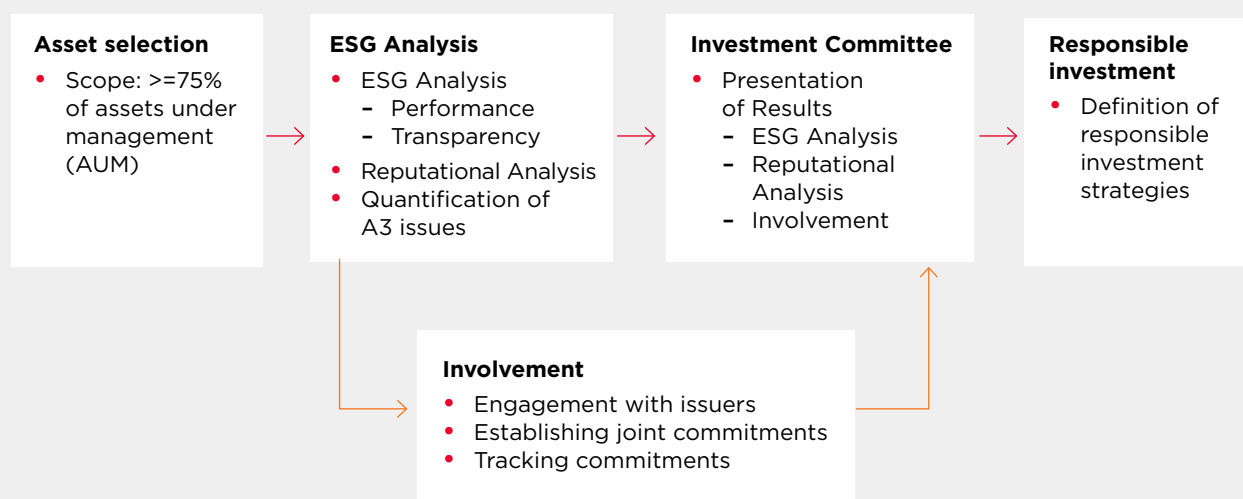 Asset selection
• Scope: >=75%
of assets under
management
(AUM)
ESG Analysis
• ESG Analysis
– Performance
– Transparency
• Reputational Analysis
• Quantification of
A3 issues
Investment Committee
• Presentation
of Results
– ESG Analysis
– Reputational
Analysis
– Involvement
Responsible
investment
• Definition of
responsible
investment
strategies
Involvement
• Engagement with issuers
• Establishing joint commitments
• Tracking commitments